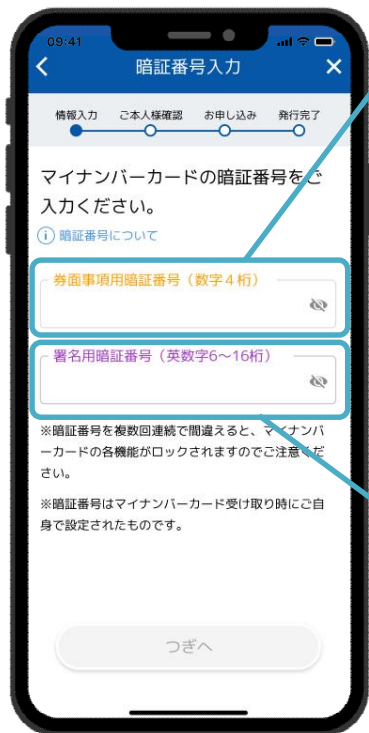 09:41
暗証番号入力
情報入力 ご本人様確認 お申し込み 発行完了
マイナンバーカードの暗証番号をご
入力ください。
i 暗証番号について
券面事項用暗証番号（数字４桁）
署名用暗証番号（英数字6～16桁）
※暗証番号を複数回連続で間違えると、マイナンバ
ーカードの各機能がロックされますのでご注意くだ
さい。
※暗証番号はマイナンバーカード受け取り時にご自
身で設定されたものです。
つぎへ